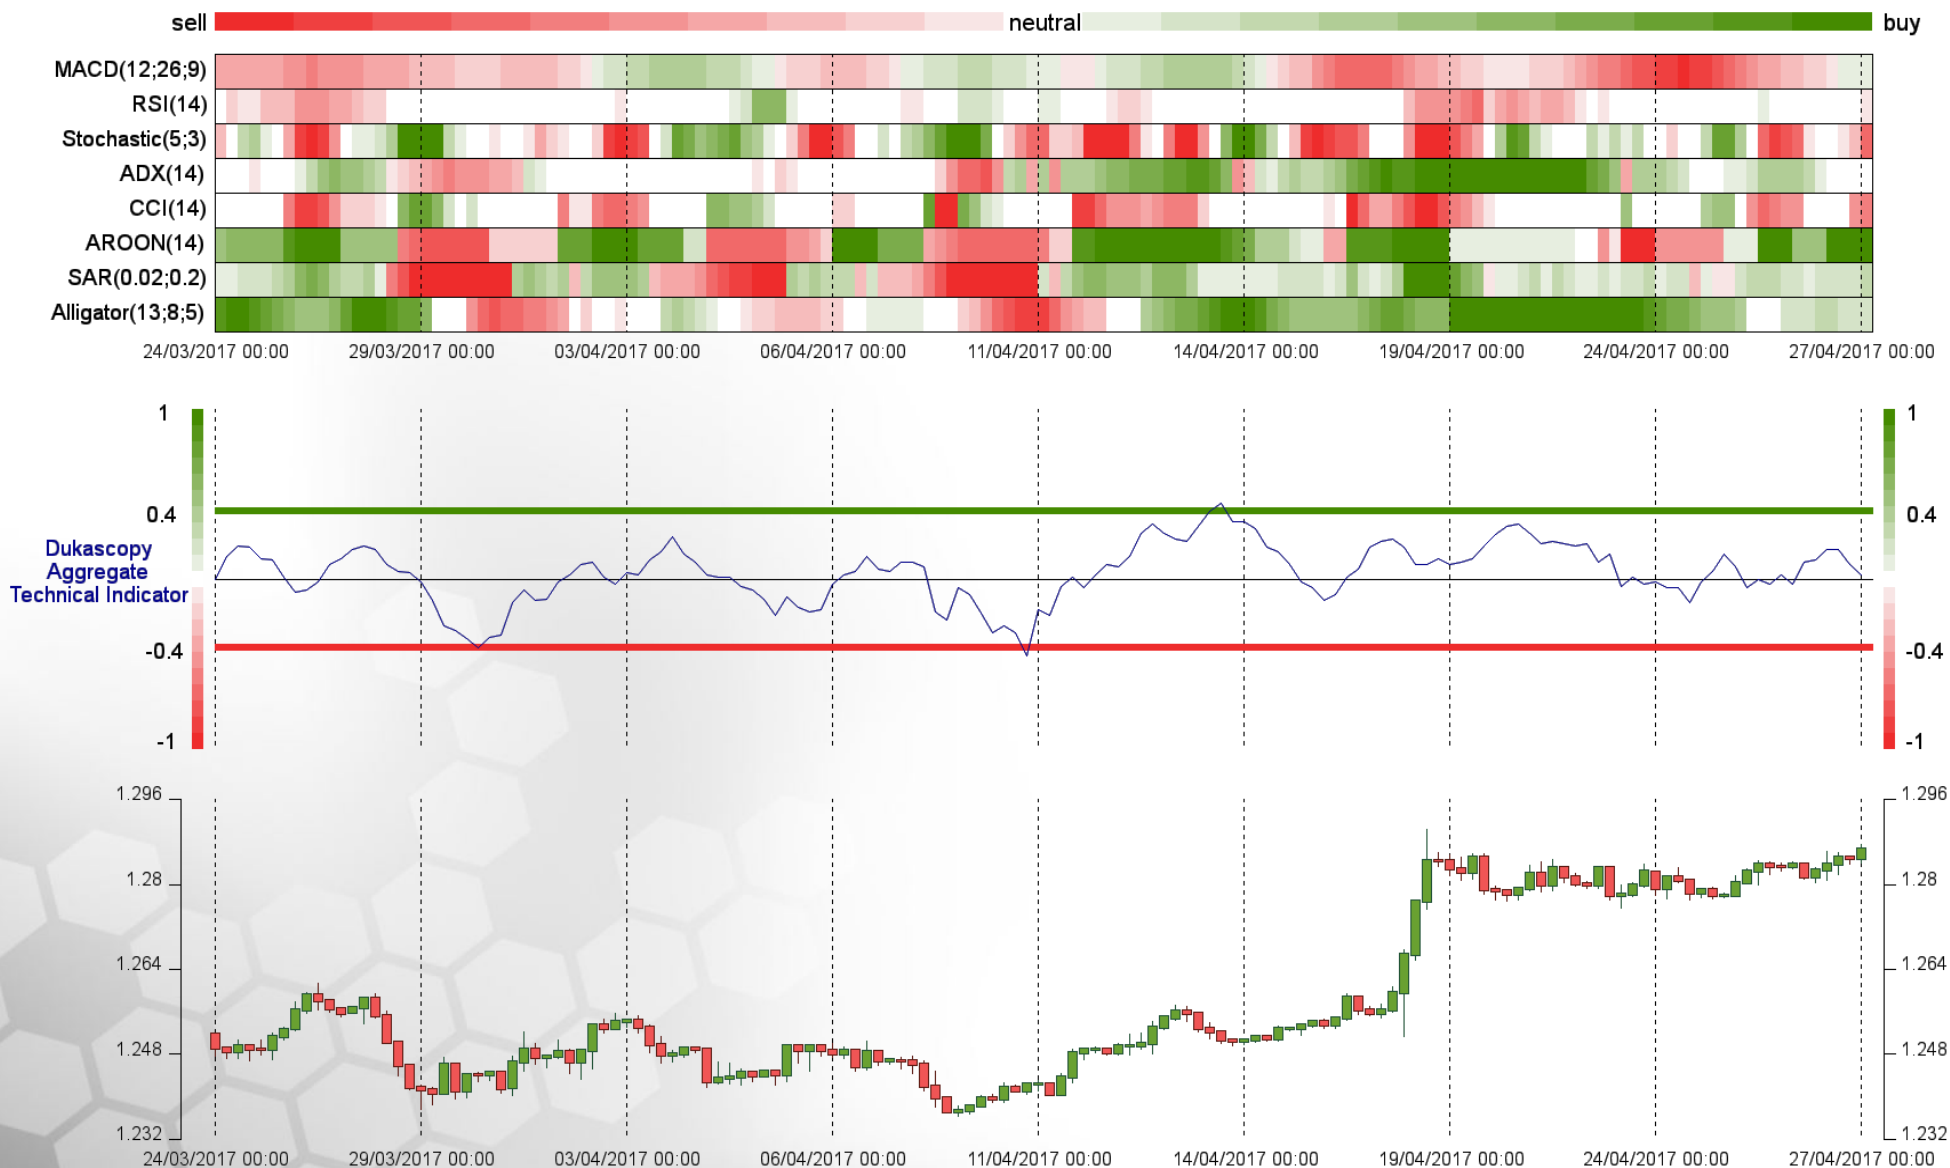 sell neutral buy
MACD(12;26;9)
RSI(14)
Stochastic(5;3)
ADX(14)
CCI(14)
AROON(14)
SAR(0.02;0.2)
Alligator(13;8;5)
24/03/2017 00:00 29/03/2017 00:00 03/04/2017 00:00 06/04/2017 00:00 11/04/2017 00:00 14/04/2017 00:00 19/04/2017 00:00 24/04/2017 00:00 27/04/2017 00:00
1 1
0.4 0.4
Dukascopy
Aggregate
Technical Indicator
-0.4 -0.4
-1 -1
1.296 1.296
1.28 1.28
1.264 1.264
1.248 1.248
1.232 1.232
24/03/2017 00:00 29/03/2017 00:00 03/04/2017 00:00 06/04/2017 00:00 11/04/2017 00:00 14/04/2017 00:00 19/04/2017 00:00 24/04/2017 00:00 27/04/2017 00:00